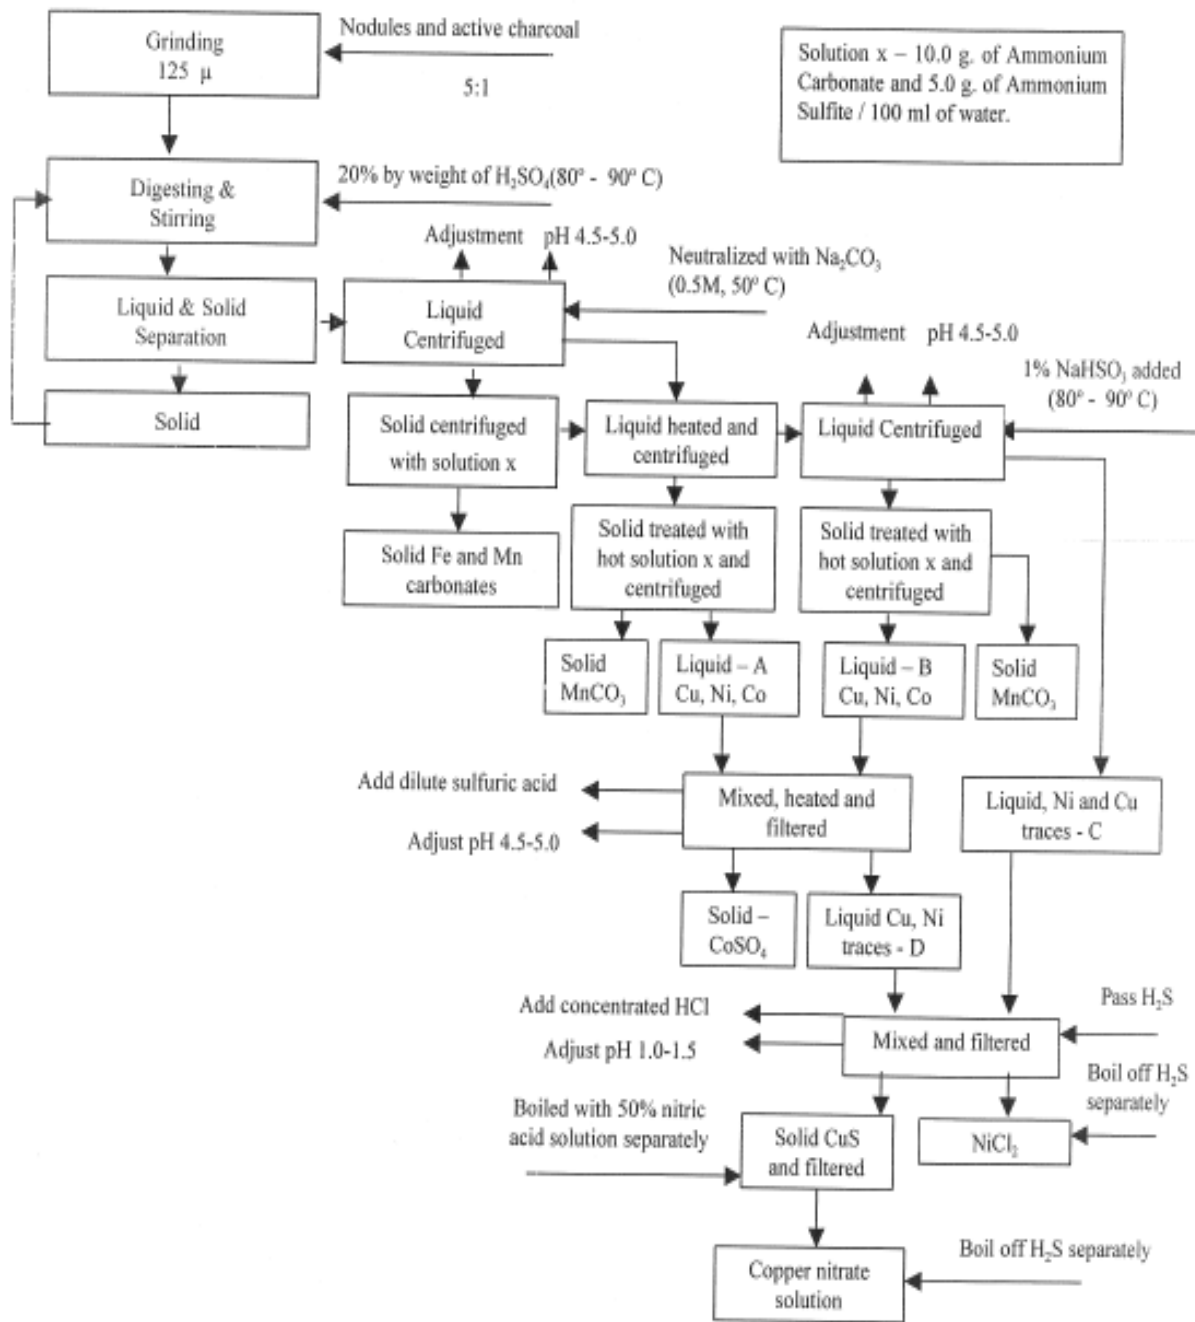 Grinding
125 μ
Nodules and active charcoal
5:1
Solution x – 10.0 g. of Ammonium
Carbonate and 5.0 g. of Ammonium
Sulfite / 100 ml of water.
Digesting &
Stirring
20% by weight of H₂SO₄(80° - 90° C)
Adjustment pH 4.5-5.0
Neutralized with Na₂CO₃
(0.5M, 50° C)
Liquid & Solid
Separation
Liquid
Centrifuged
Adjustment pH 4.5-5.0
1% NaHSO₃ added
(80° - 90° C)
Solid
Solid centrifuged
with solution x
Liquid heated and
centrifuged
Liquid Centrifuged
Solid Fe and Mn
carbonates
Solid treated with
hot solution x and
centrifuged
Solid treated with
hot solution x and
centrifuged
Solid
MnCO₃
Liquid – A
Cu, Ni, Co
Liquid – B
Cu, Ni, Co
Solid
MnCO₃
Add dilute sulfuric acid
Adjust pH 4.5-5.0
Mixed, heated and
filtered
Liquid, Ni and Cu
traces - C
Solid –
CoSO₄
Liquid Cu, Ni
traces - D
Add concentrated HCl
Adjust pH 1.0-1.5
Mixed and filtered
Pass H₂S
Boiled with 50% nitric
acid solution separately
Solid CuS
and filtered
NiCl₂
Boil off H₂S
separately
Copper nitrate
solution
Boil off H₂S separately